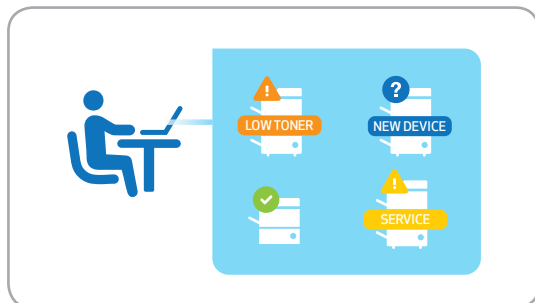 !
?
LOW TONER
NEW DEVICE
!
SERVICE